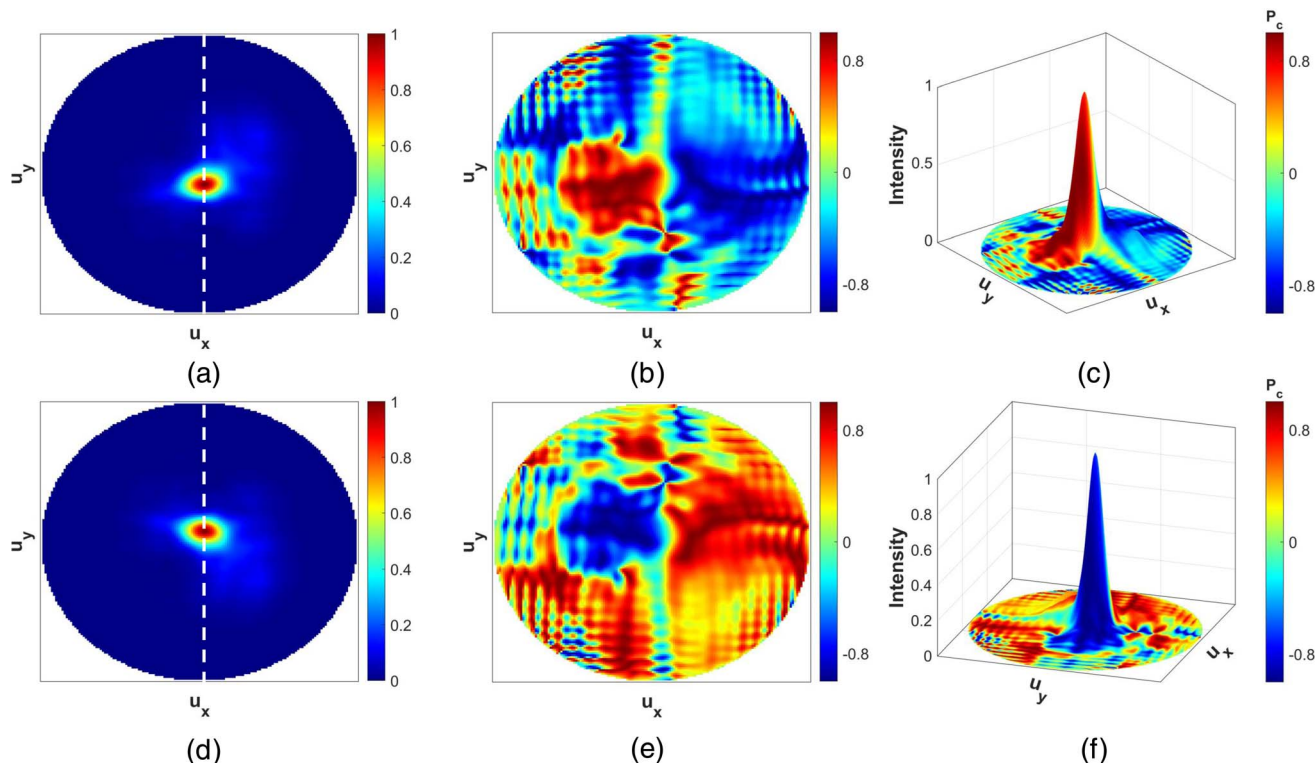 1
0.8
0.6
0.4
0.2
0
u_y
u_x
(a)
0.8
0
-0.8
u_y
u_x
(b)
P_c
0.8
0
-0.8
1
0.5
0
Intensity
u_y
u_x
(c)
1
0.8
0.6
0.4
0.2
0
u_y
u_x
(d)
0.8
0
-0.8
u_y
u_x
(e)
P_c
0.8
0
-0.8
1
0.8
0.6
0.4
0.2
0
Intensity
u_y
u_x
(f)